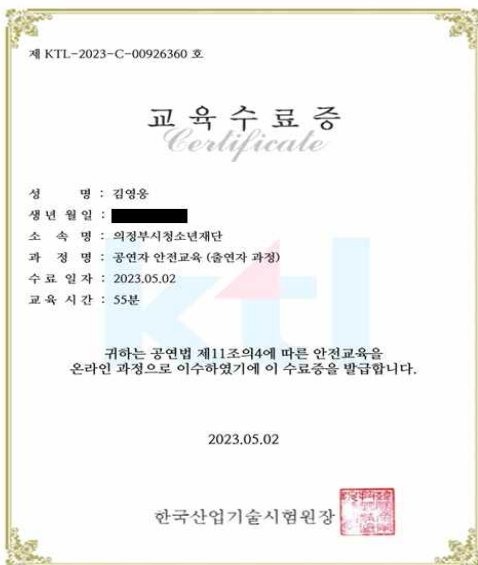 제 KTL-2023-C-00926360 호
교육수료증
Certificate
성 명 : 김영웅
생년월일 :
소 속 명 : 의정부시청소년재단
과 정 명 : 공연자 안전교육 (출연자 과정)
수료 일자 : 2023.05.02
교육 시간 : 55분
ktl
귀하는 공연법 제11조의4에 따른 안전교육을
온라인 과정으로 이수하였기에 이 수료증을 발급합니다.
2023.05.02
한국산업기술시험원장